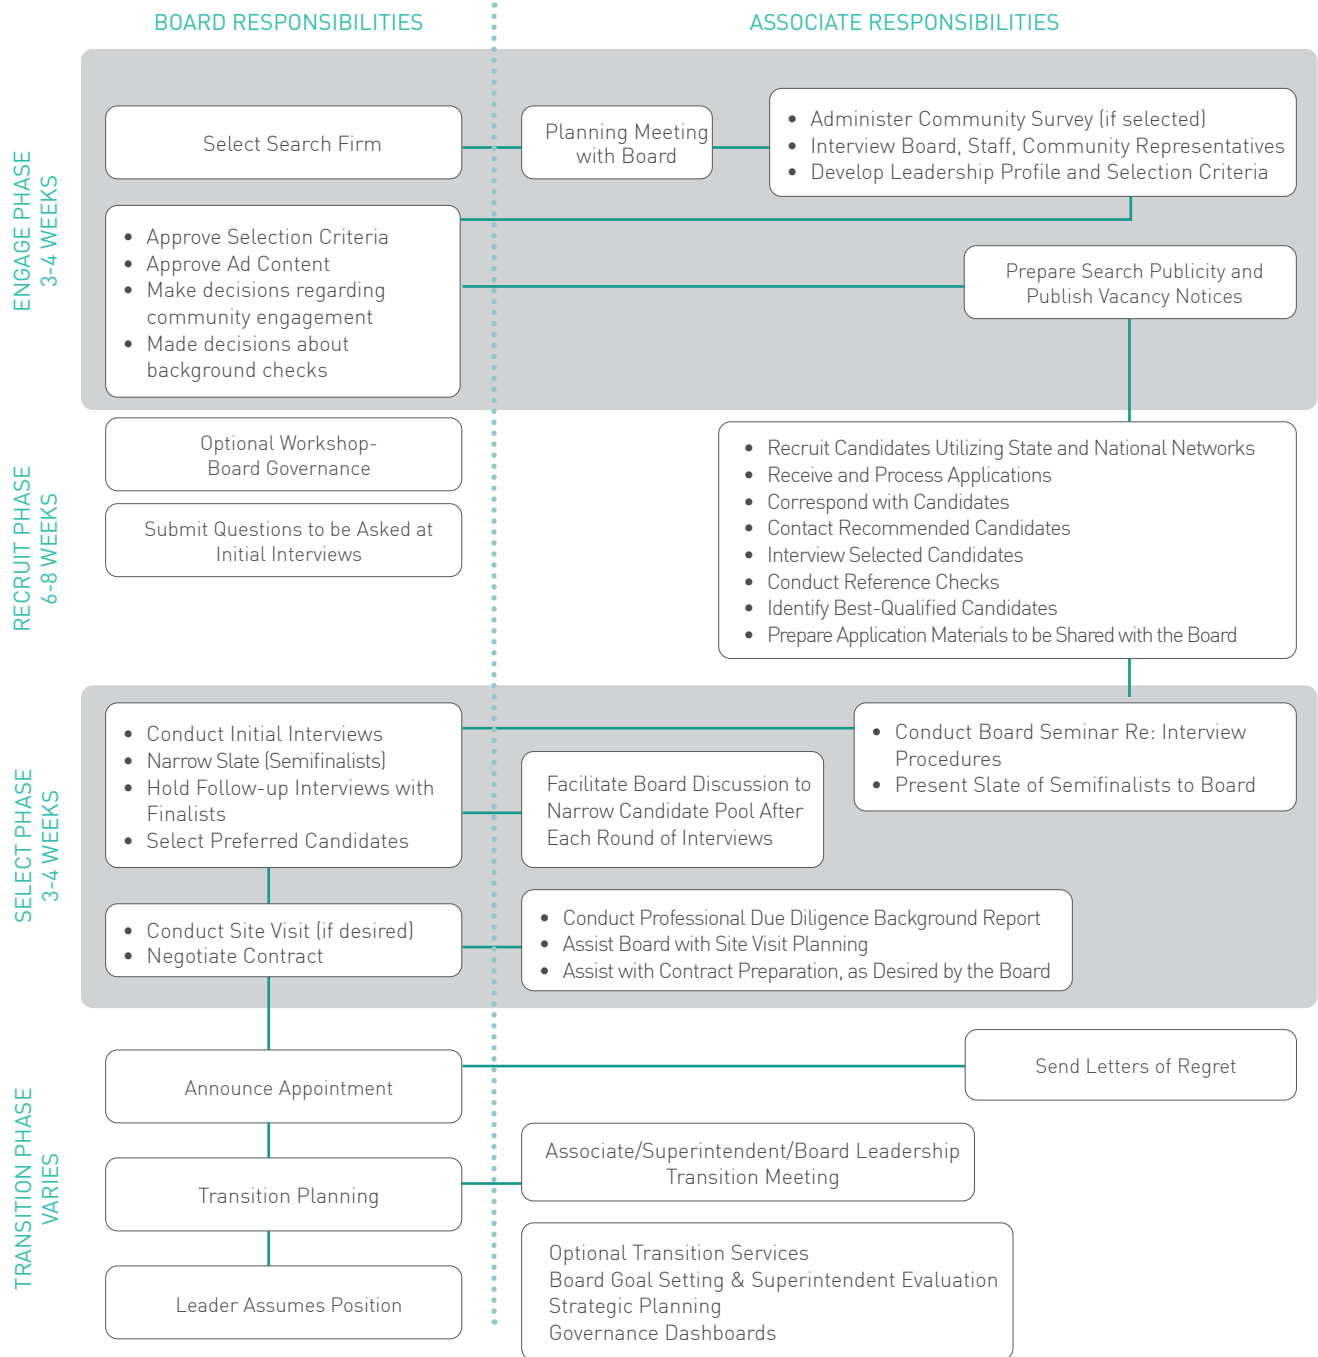 BOARD RESPONSIBILITIES
ASSOCIATE RESPONSIBILITIES
ENGAGE PHASE
3-4 WEEKS
Select Search Firm
Planning Meeting
with Board
• Administer Community Survey (if selected)
• Interview Board, Staff, Community Representatives
• Develop Leadership Profile and Selection Criteria
• Approve Selection Criteria
• Approve Ad Content
• Make decisions regarding
community engagement
• Made decisions about
background checks
Prepare Search Publicity and
Publish Vacancy Notices
RECRUIT PHASE
6-8 WEEKS
Optional Workshop-
Board Governance
Submit Questions to be Asked at
Initial Interviews
• Recruit Candidates Utilizing State and National Networks
• Receive and Process Applications
• Correspond with Candidates
• Contact Recommended Candidates
• Interview Selected Candidates
• Conduct Reference Checks
• Identify Best-Qualified Candidates
• Prepare Application Materials to be Shared with the Board
SELECT PHASE
3-4 WEEKS
• Conduct Initial Interviews
• Narrow Slate (Semifinalists)
• Hold Follow-up Interviews with
Finalists
• Select Preferred Candidates
Facilitate Board Discussion to
Narrow Candidate Pool After
Each Round of Interviews
• Conduct Board Seminar Re: Interview
Procedures
• Present Slate of Semifinalists to Board
• Conduct Site Visit (if desired)
• Negotiate Contract
• Conduct Professional Due Diligence Background Report
• Assist Board with Site Visit Planning
• Assist with Contract Preparation, as Desired by the Board
TRANSITION PHASE
VARIES
Announce Appointment
Send Letters of Regret
Transition Planning
Associate/Superintendent/Board Leadership
Transition Meeting
Leader Assumes Position
Optional Transition Services
Board Goal Setting & Superintendent Evaluation
Strategic Planning
Governance Dashboards